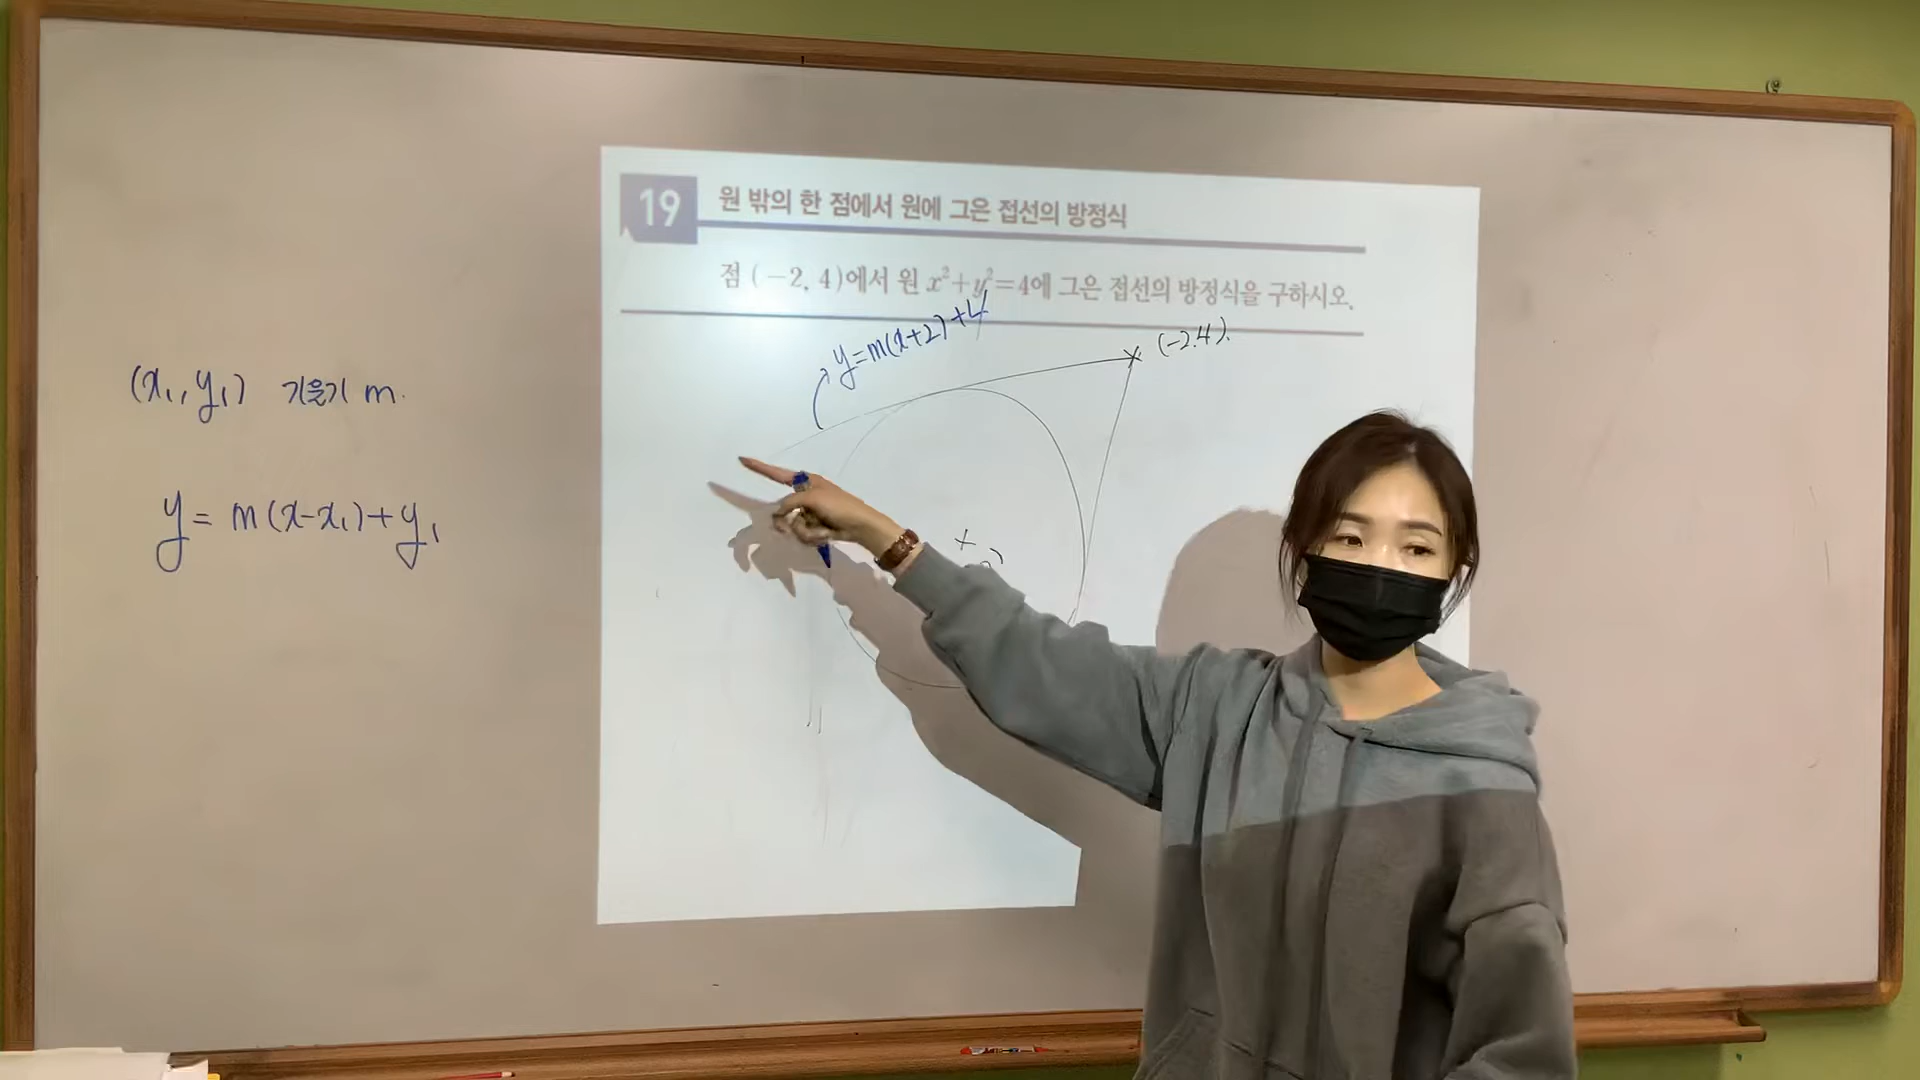 19 원 밖의 한 점에서 원에 그은 접선의 방정식
점 (-2, 4)에서 원 x²+y²=4에 그은 접선의 방정식을 구하시오.
y=m(x+2)+4
(-2.4).
(x₁, y₁) 기울기 m.
y= m(x-x₁)+y₁